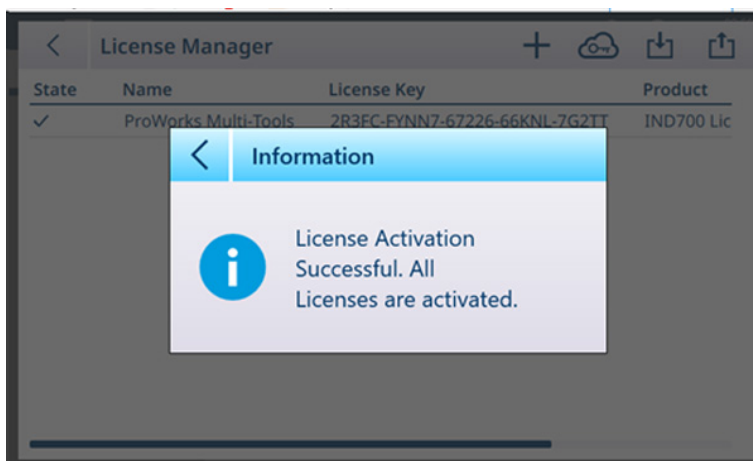 License Manager
State Name License Key Product
ProWorks Multi-Tools 2R3FC-FYNN7-67226-66KNL-7G2TT IND700 Lic
Information
License Activation
Successful. All
Licenses are activated.